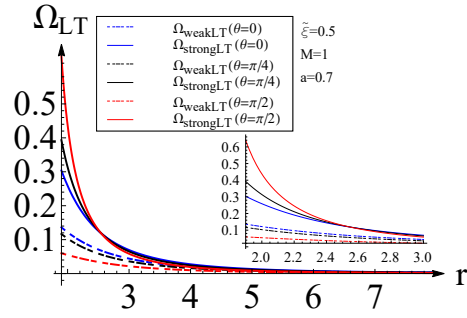 Ω_LT
Ω_weakLT(θ=0)
Ω_strongLT(θ=0)
Ω_weakLT(θ=π/4)
Ω_strongLT(θ=π/4)
Ω_weakLT(θ=π/2)
Ω_strongLT(θ=π/2)
ξ̃=0.5
M=1
a=0.7
0.5
0.4
0.3
0.2
0.1
0.6
0.5
0.4
0.3
0.2
0.1
2.0 2.2 2.4 2.6 2.8 3.0
3 4 5 6 7 r